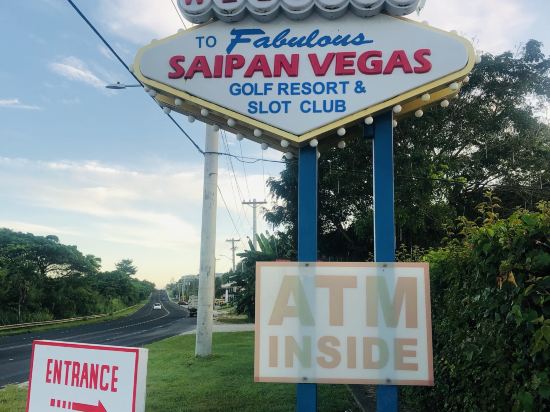 TO Fabulous
SAIPAN VEGAS
GOLF RESORT &
SLOT CLUB
ATM
INSIDE
ENTRANCE